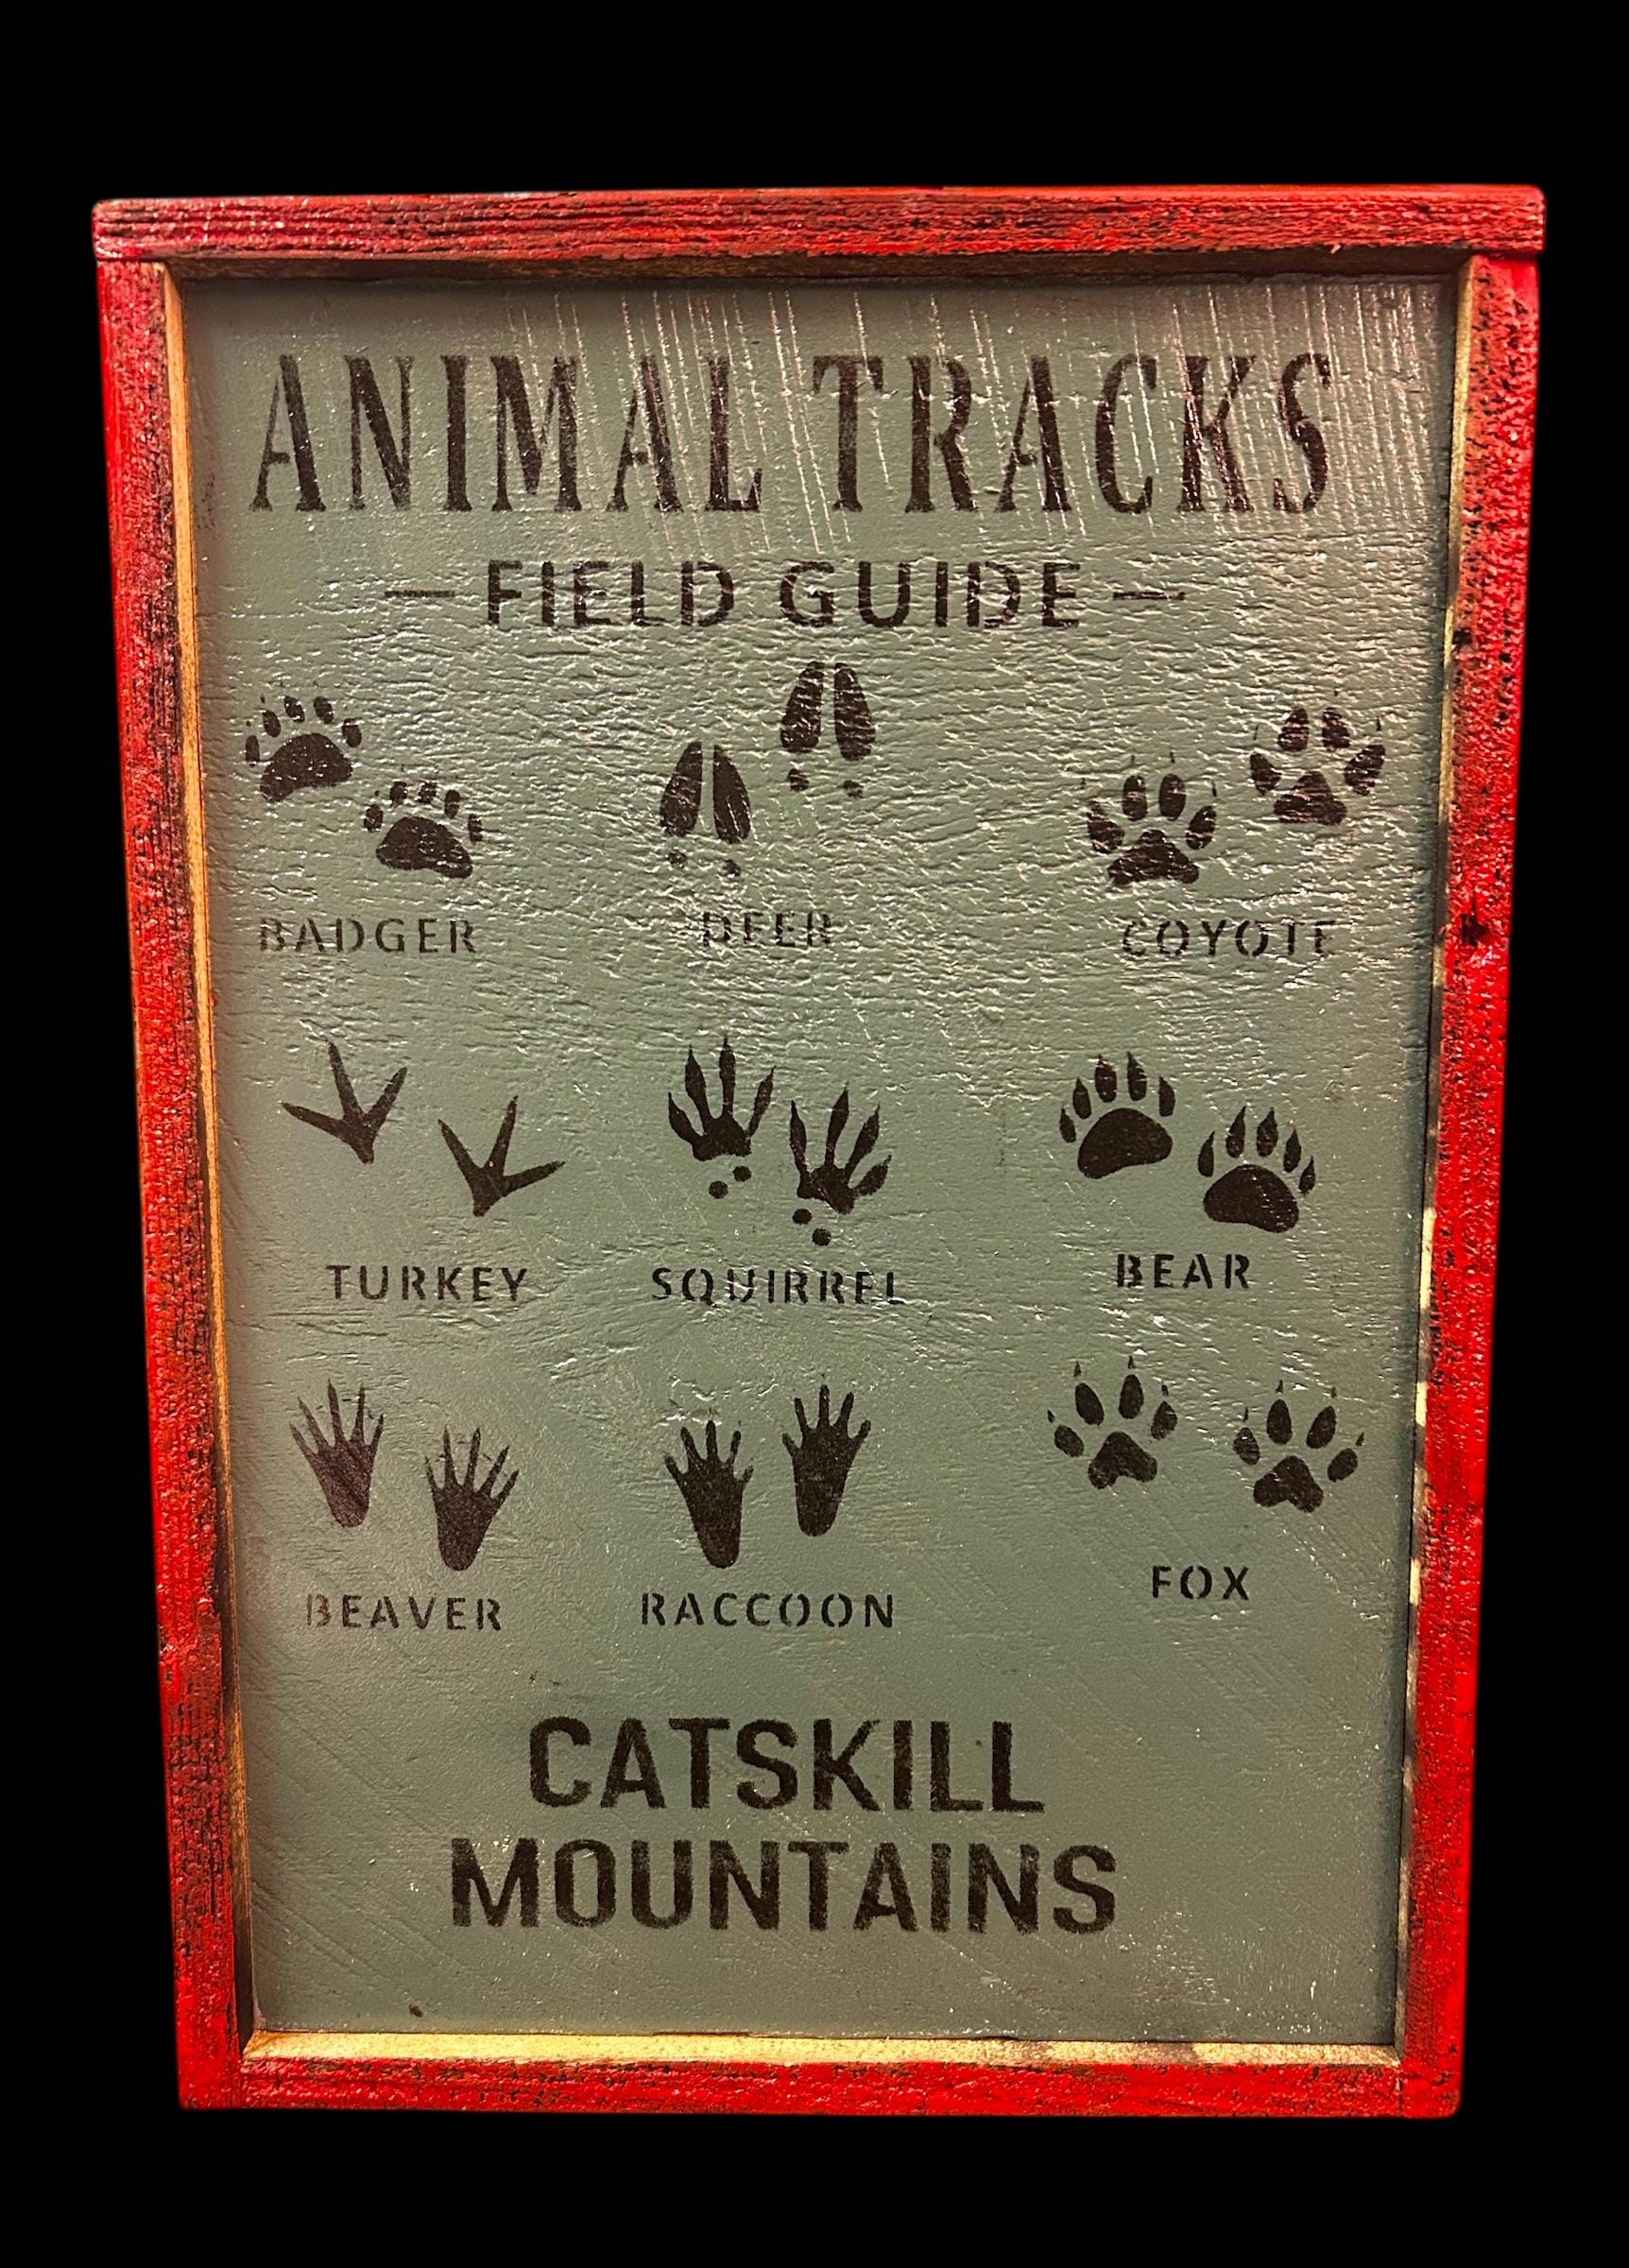 ANIMAL TRACKS
— FIELD GUIDE —
BADGER DEER COYOTE
TURKEY SQUIRREL BEAR
BEAVER RACCOON FOX
CATSKILL
MOUNTAINS